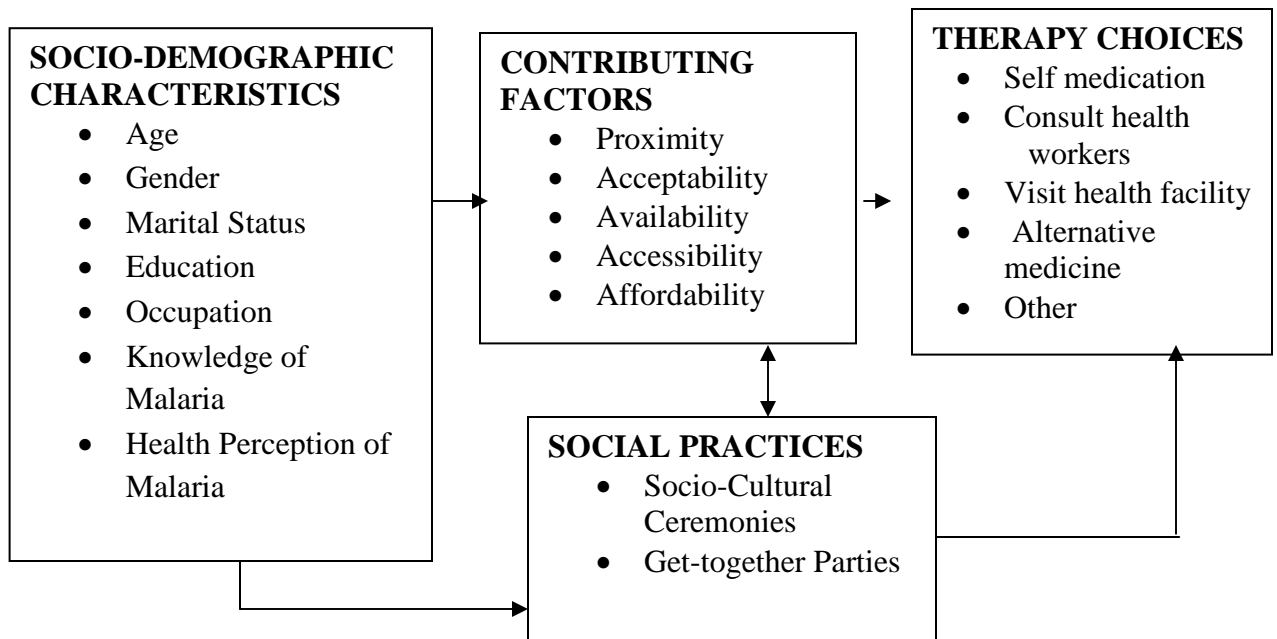 SOCIO-DEMOGRAPHIC
CHARACTERISTICS
• Age
• Gender
• Marital Status
• Education
• Occupation
• Knowledge of
Malaria
• Health Perception of
Malaria
CONTRIBUTING
FACTORS
• Proximity
• Acceptability
• Availability
• Accessibility
• Affordability
THERAPY CHOICES
• Self medication
• Consult health
workers
• Visit health facility
• Alternative
medicine
• Other
SOCIAL PRACTICES
• Socio-Cultural
Ceremonies
• Get-together Parties